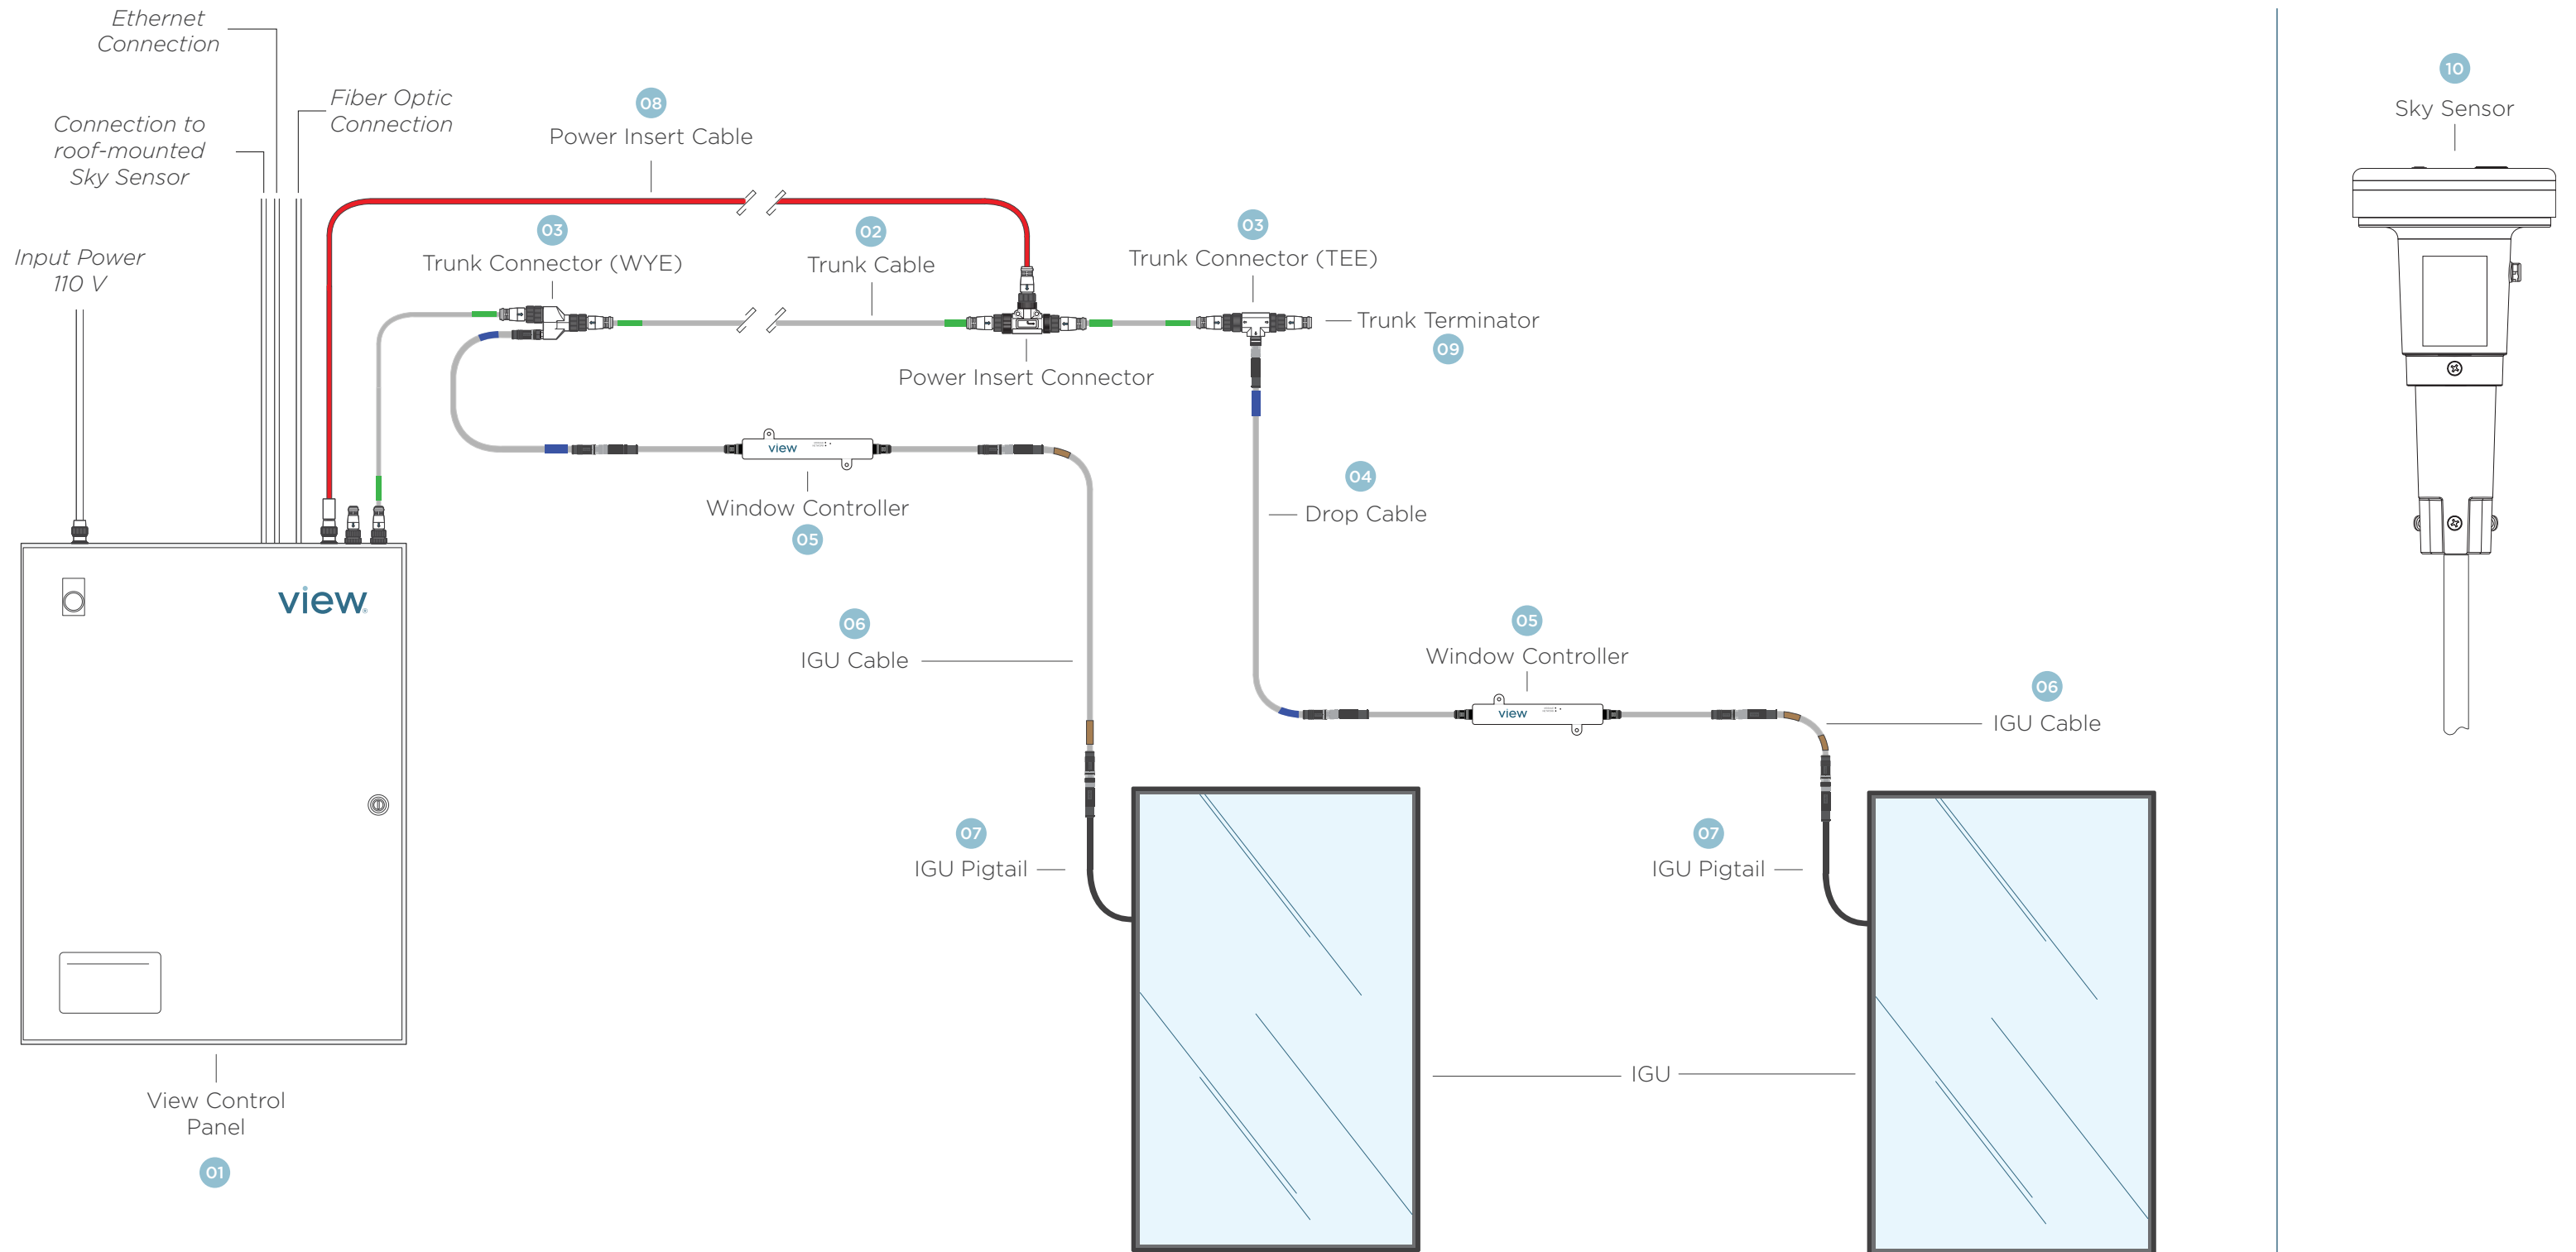 Ethernet
Connection
Fiber Optic
Connection
Connection to
roof-mounted
Sky Sensor
Input Power
110 V
08
Power Insert Cable
03
Trunk Connector (WYE)
02
Trunk Cable
03
Trunk Connector (TEE)
Trunk Terminator
09
Power Insert Connector
view
Window Controller
05
04
Drop Cable
view
06
IGU Cable
05
Window Controller
view
06
IGU Cable
07
IGU Pigtail
07
IGU Pigtail
IGU
View Control
Panel
01
10
Sky Sensor